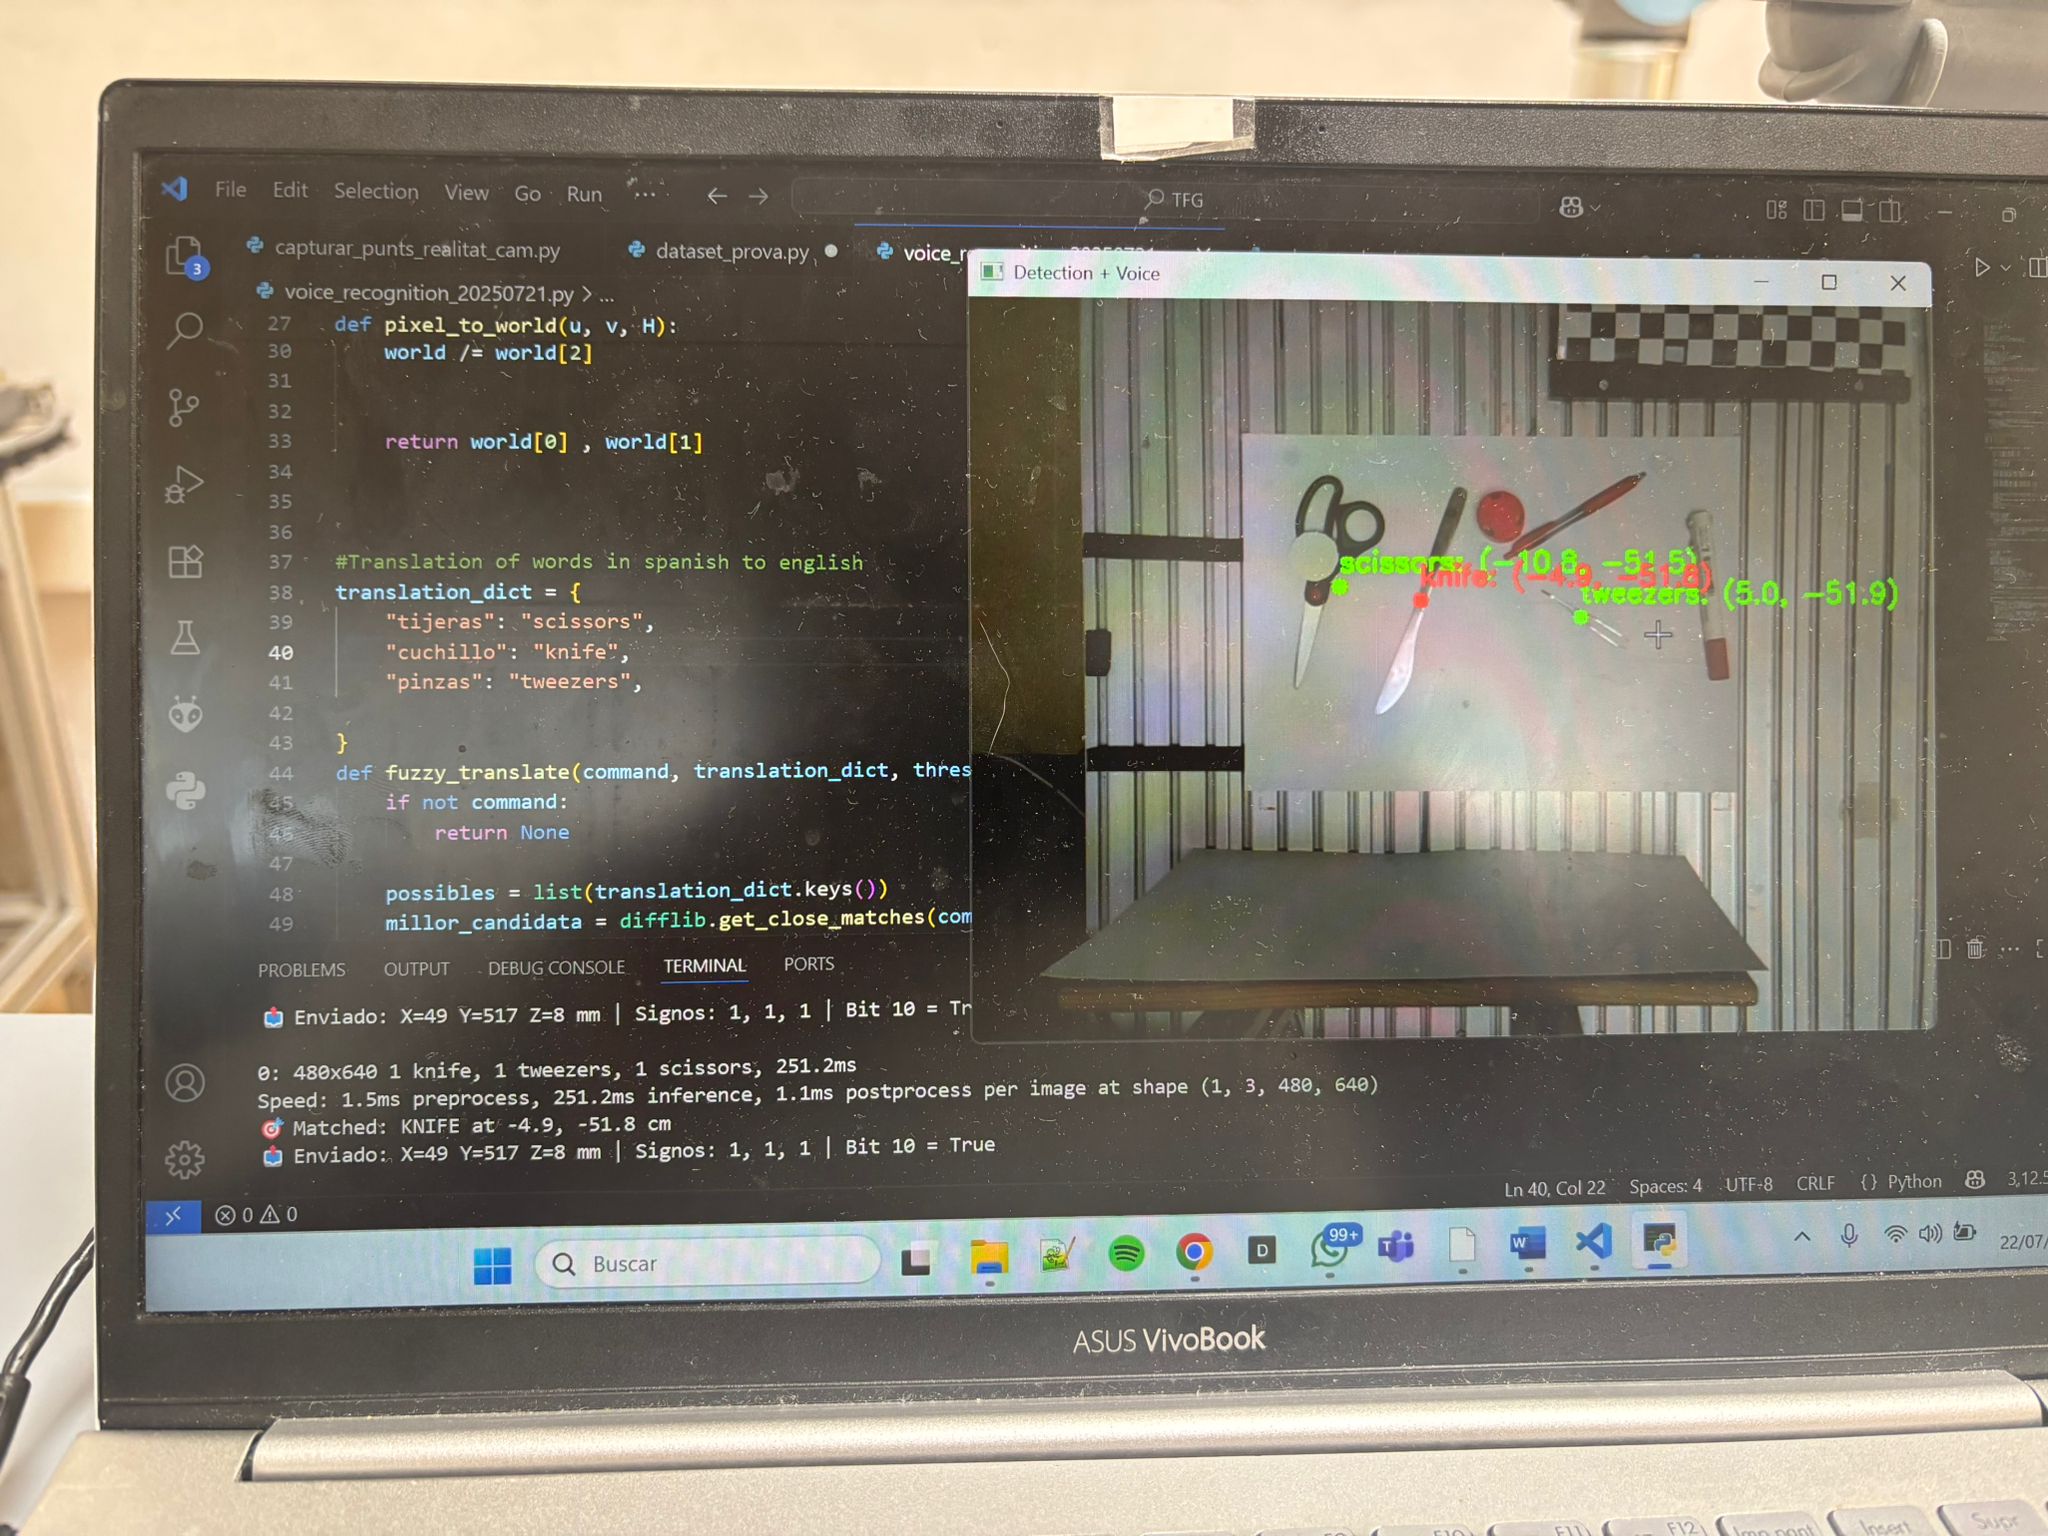 File Edit Selection View Go Run ... TFG
capturar_punts_realitat_cam.py dataset_prova.py voice_r
3
voice_recognition_20250721.py > ...
27 def pixel_to_world(u, v, H):
30 world /= world[2]
31
32
33 return world[0] , world[1]
34
35
36
37 #Translation of words in spanish to english
38 translation_dict = {
39 "tijeras": "scissors",
40 "cuchillo": "knife",
41 "pinzas": "tweezers",
42
43 }
44 def fuzzy_translate(command, translation_dict, thres
45 if not command:
46 return None
47
48 possibles = list(translation_dict.keys())
49 millor_candidata = difflib.get_close_matches(com
Detection + Voice
scissors: (-10.8, -51.5)
knife: (-4.9, -51.8)
tweezers: (5.0, -51.9)
PROBLEMS OUTPUT DEBUG CONSOLE TERMINAL PORTS
Enviado: X=49 Y=517 Z=8 mm | Signos: 1, 1, 1 | Bit 10 = Tr
0: 480x640 1 knife, 1 tweezers, 1 scissors, 251.2ms
Speed: 1.5ms preprocess, 251.2ms inference, 1.1ms postprocess per image at shape (1, 3, 480, 640)
Matched: KNIFE at -4.9, -51.8 cm
Enviado: X=49 Y=517 Z=8 mm | Signos: 1, 1, 1 | Bit 10 = True
Ln 40, Col 22 Spaces: 4 UTF-8 CRLF {} Python 3.12.5
0 0
Buscar D 99+ T W 22/07/
ASUS VivoBook
F11 F12 Imp pant Insert Supr